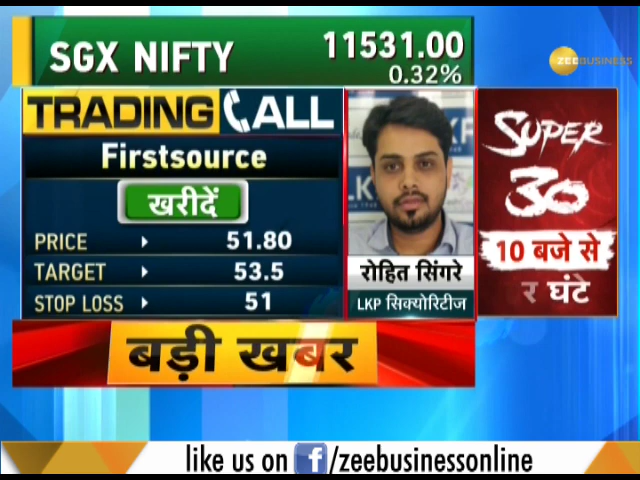 SGX NIFTY 11531.00
0.32%
ZEEBUSINESS
TRADING CALL
Firstsource
खरीदें
PRICE 51.80
TARGET 53.5
STOP LOSS 51
रोहित सिंगरे
LKP सिक्योरिटीज
SUPER
30
10 बजे से
र घंटे
बड़ी खबर
like us on f/zeebusinessonline